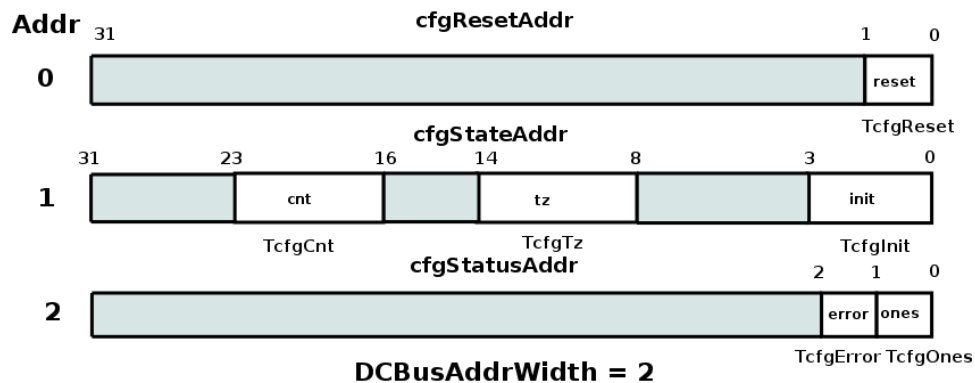 Addr
cfgResetAddr
31 1 0
0
reset
TcfgReset
cfgStateAddr
31 23 16 14 8 3 0
1
cnt tz init
TcfgCnt TcfgTz TcfgInit
cfgStatusAddr
2 1 0
2
error ones
TcfgError TcfgOnes
DCBusAddrWidth = 2